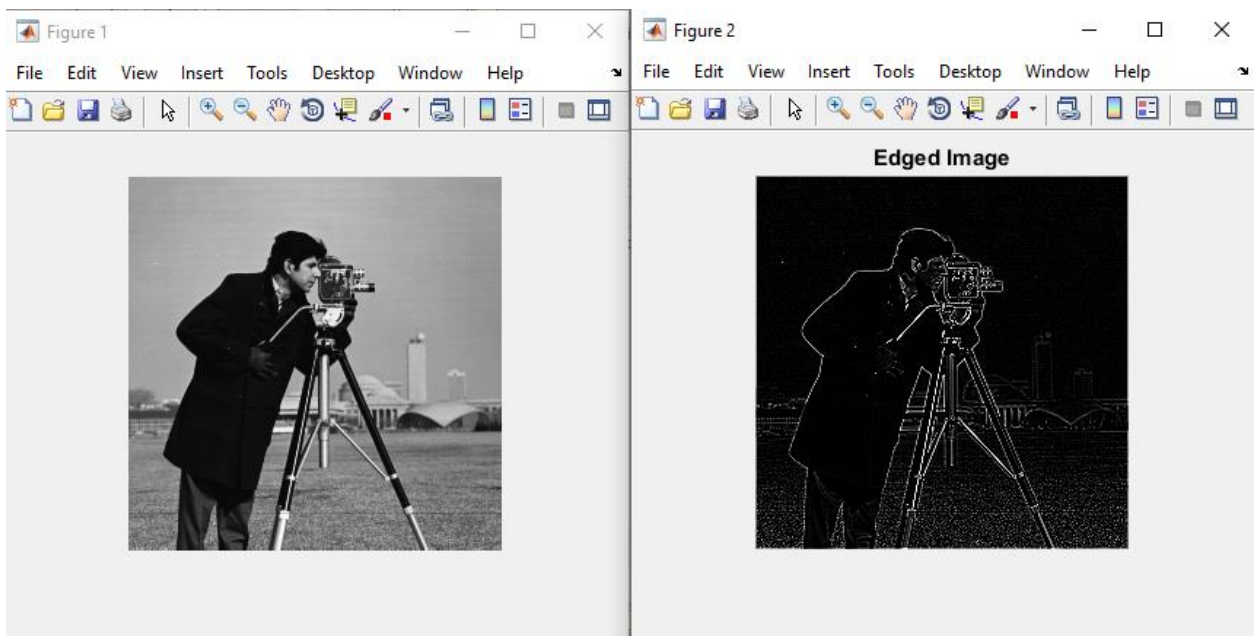 Figure 1
File Edit View Insert Tools Desktop Window Help
Figure 2
File Edit View Insert Tools Desktop Window Help
Edged Image